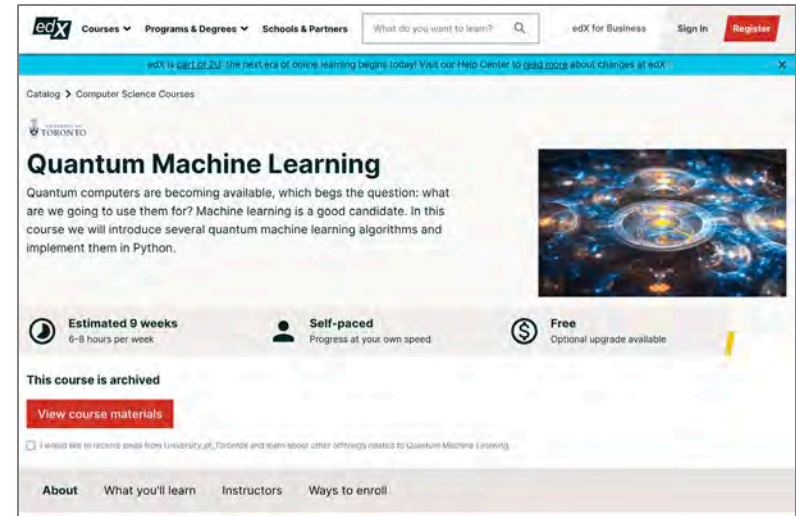 edX Courses Programs & Degrees Schools & Partners What do you want to learn? edX for Business Sign In Register
edX is part of 2U: the next era of online learning begins today! Visit our Help Center to read more about changes at edX ×
Catalog > Computer Science Courses
UNIVERSITY OF
TORONTO
Quantum Machine Learning
Quantum computers are becoming available, which begs the question: what
are we going to use them for? Machine learning is a good candidate. In this
course we will introduce several quantum machine learning algorithms and
implement them in Python.
Estimated 9 weeks
6–8 hours per week
Self-paced
Progress at your own speed
Free
Optional upgrade available
This course is archived
View course materials
I would like to receive email from University_of_TorontoX and learn about other offerings related to Quantum Machine Learning.
About What you'll learn Instructors Ways to enroll